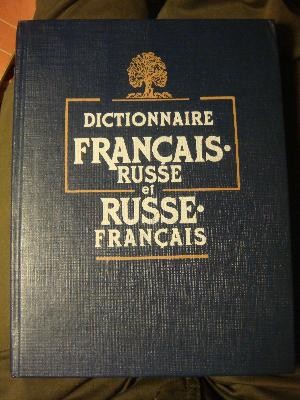 DICTIONNAIRE
FRANÇAIS·
RUSSE
et
RUSSE·
FRANÇAIS